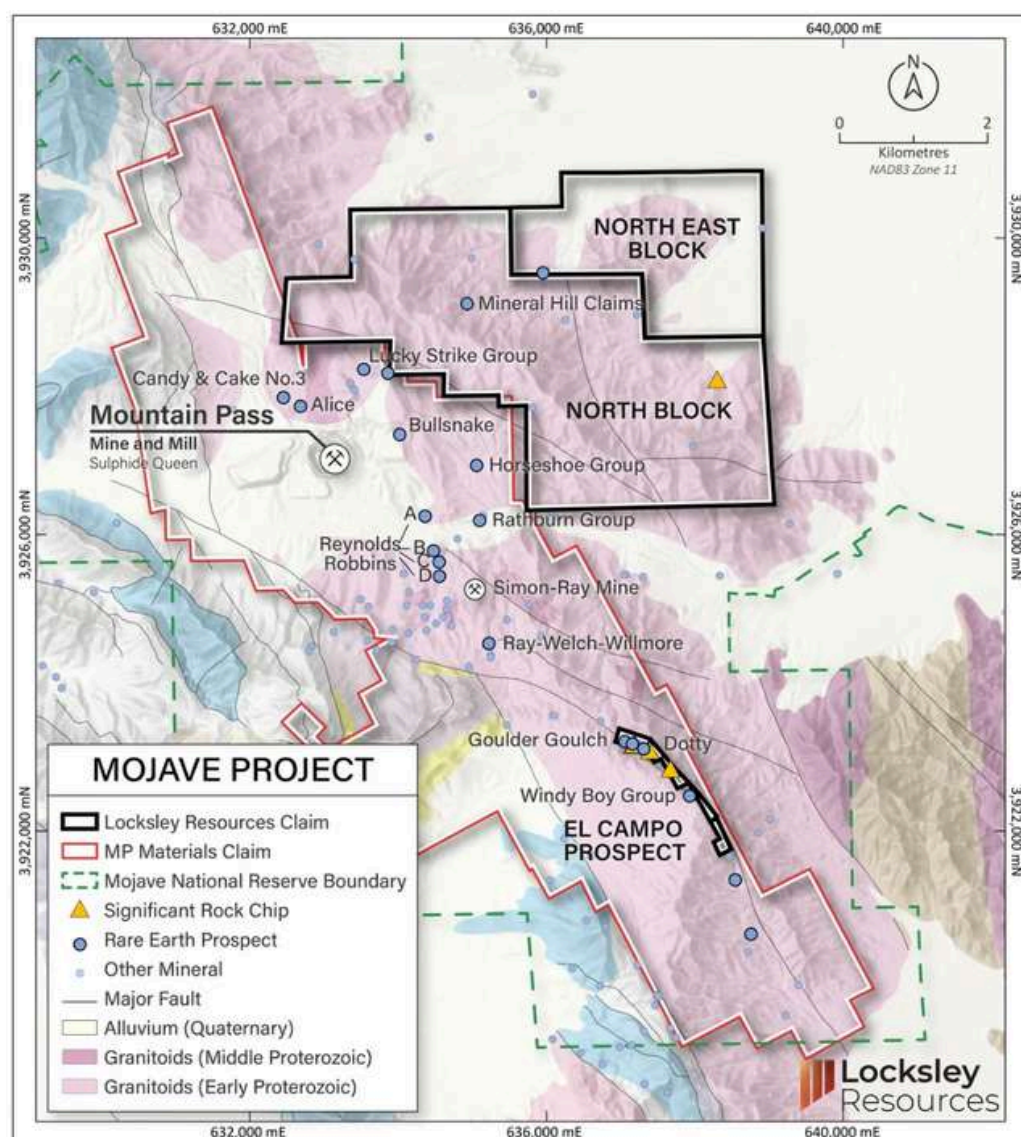 632,000 mE
636,000 mE
640,000 mE
N
0
2
Kilometres
NAD83 Zone 11
3,930,000 mN
3,930,000 mN
NORTH EAST
BLOCK
Mineral Hill Claims
Lucky Strike Group
Candy & Cake No.3
Alice
NORTH BLOCK
Mountain Pass
Mine and Mill
Sulphide Queen
Bullsnake
Horseshoe Group
A
Rathburn Group
3,926,000 mN
3,926,000 mN
Reynolds
Robbins
B
C
D
Simon-Ray Mine
Ray-Welch-Willmore
Goulder Goulch
Dotty
Windy Boy Group
EL CAMPO
PROSPECT
3,922,000 mN
3,922,000 mN
MOJAVE PROJECT
Locksley Resources Claim
MP Materials Claim
Mojave National Reserve Boundary
Significant Rock Chip
Rare Earth Prospect
Other Mineral
Major Fault
Alluvium (Quaternary)
Granitoids (Middle Proterozoic)
Granitoids (Early Proterozoic)
Locksley
Resources
632,000 mE
636,000 mE
640,000 mE